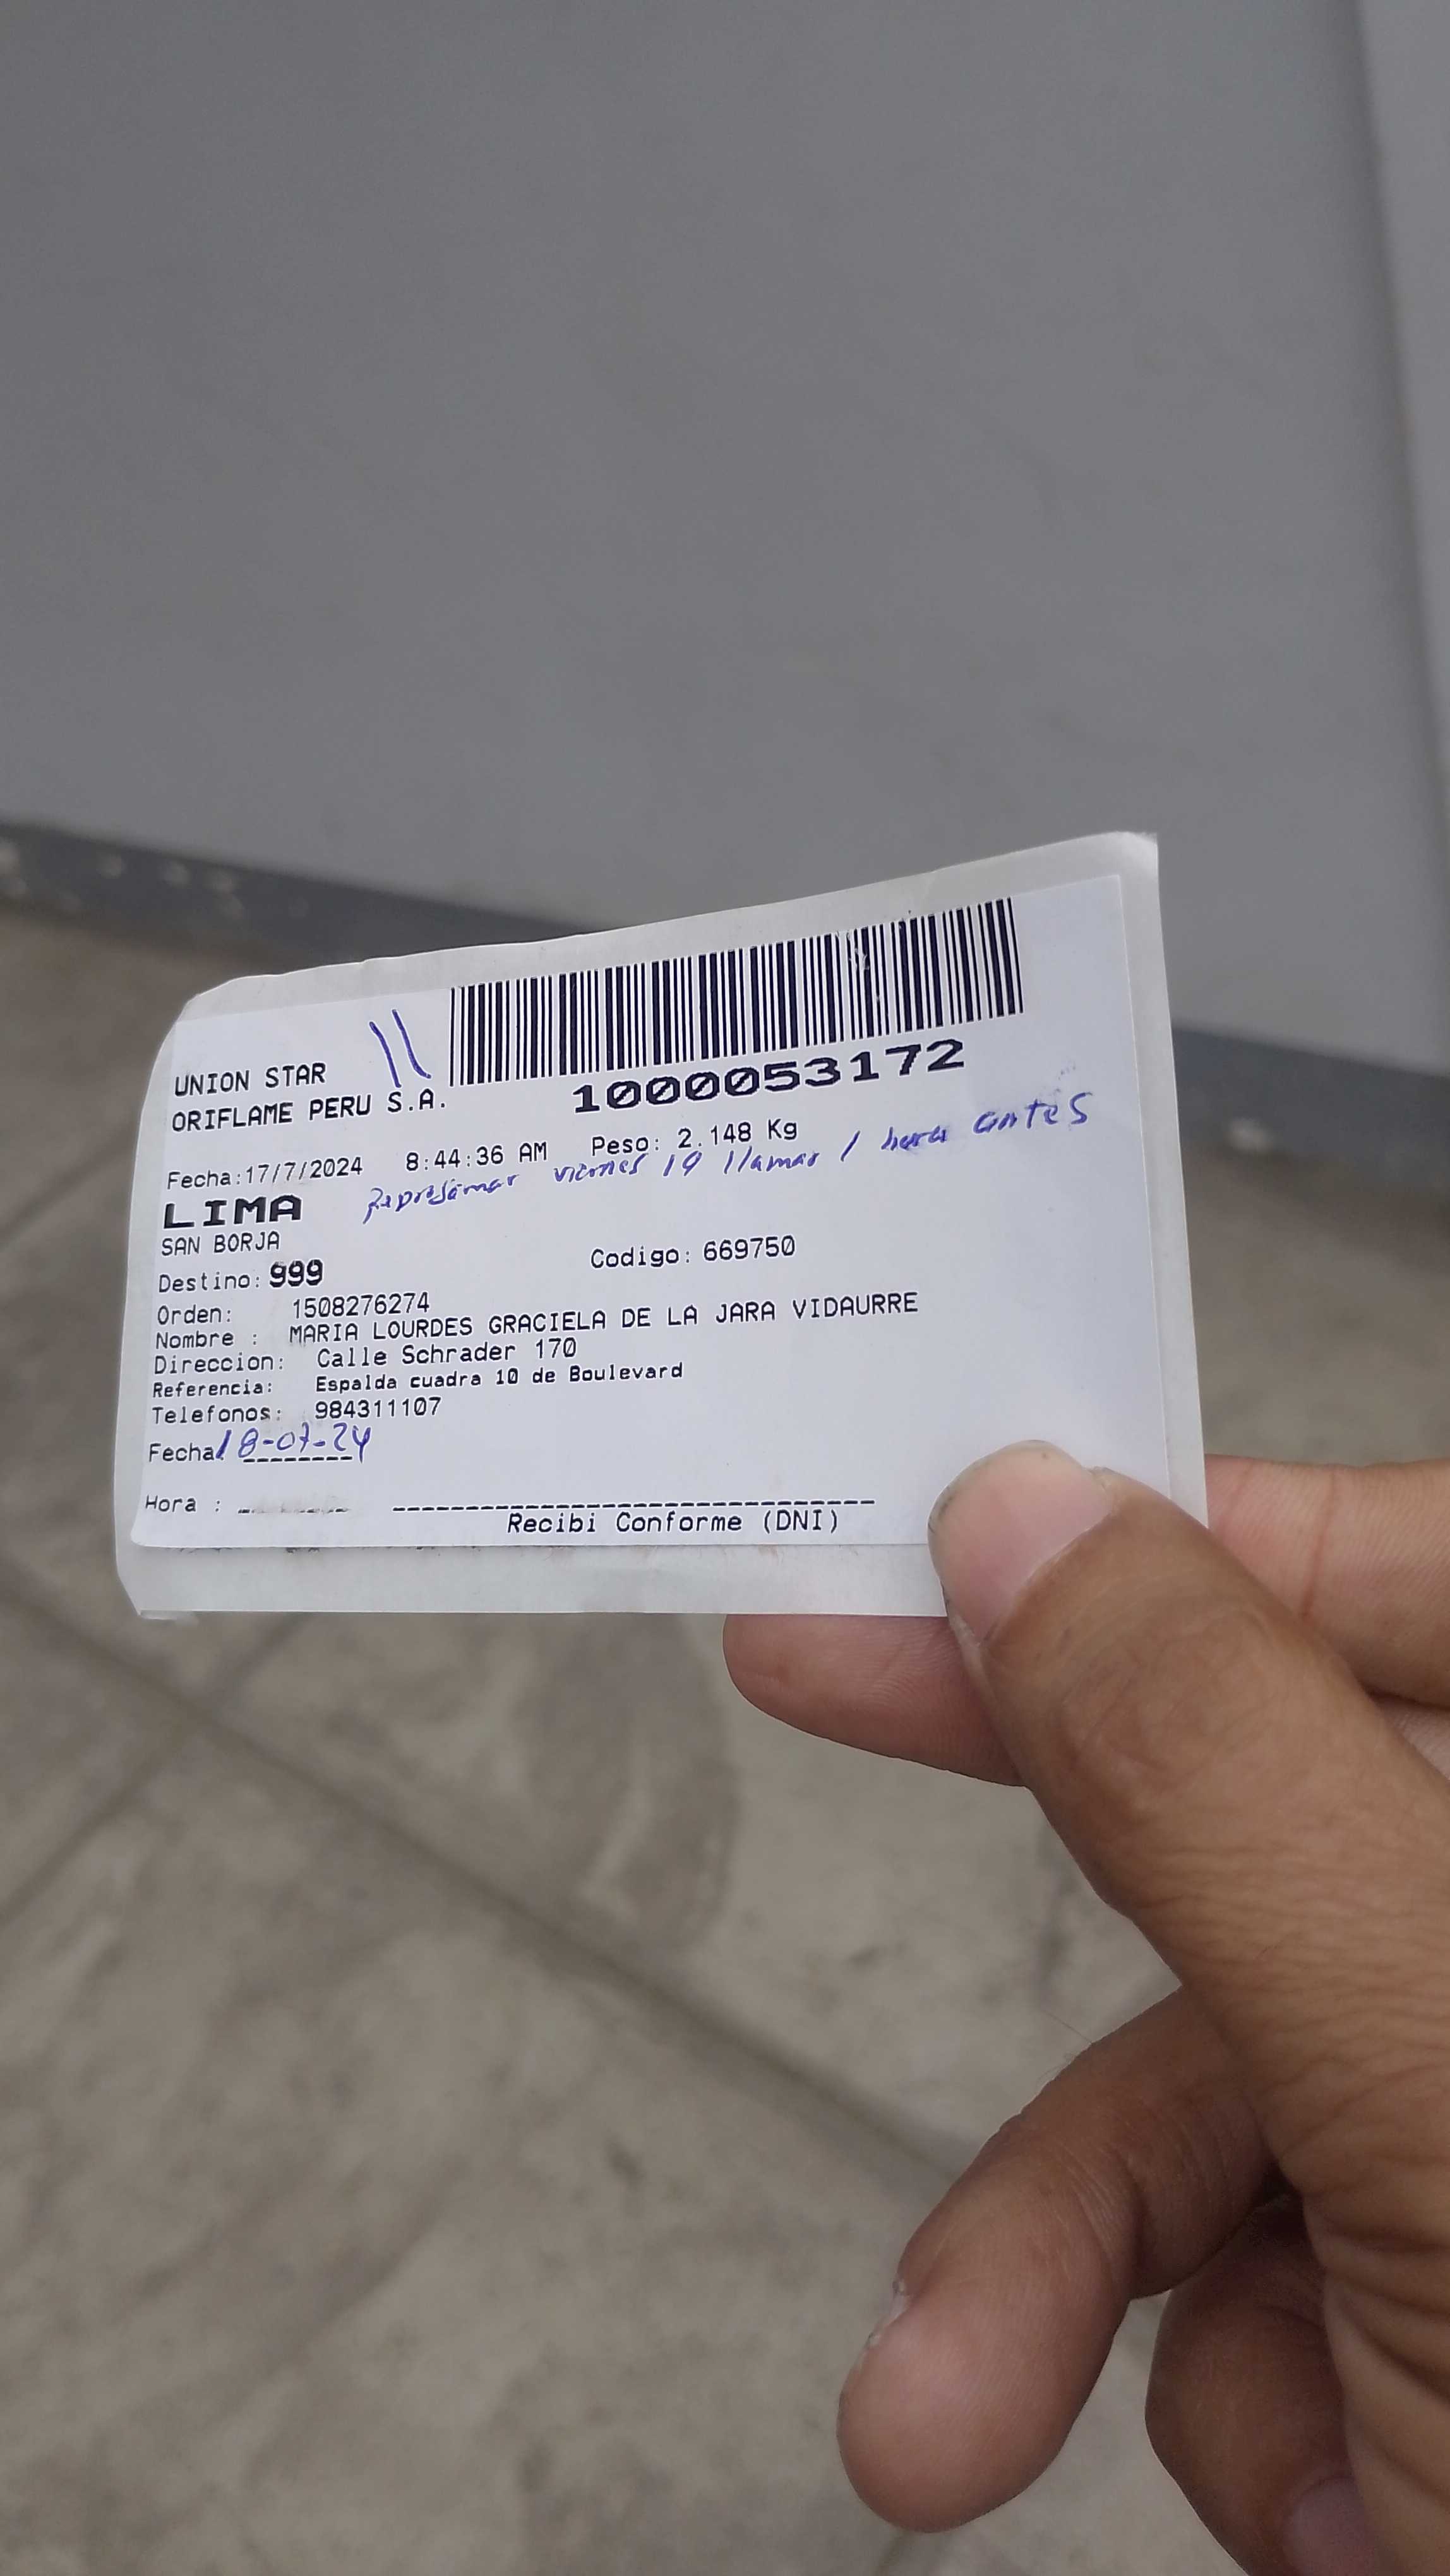 UNION STAR
ORIFLAME PERU S.A.
1000053172
Fecha:17/7/2024 8:44:36 AM Peso: 2.148 Kg
viernes 19 llamar 1 hora antes
LIMA
SAN BORJA
Destino: 999 Codigo: 669750
Orden: 1508276274
Nombre : MARIA LOURDES GRACIELA DE LA JARA VIDAURRE
Direccion: Calle Schrader 170
Referencia: Espalda cuadra 10 de Boulevard
Telefonos: 984311107
Fecha: 18-07-24
Hora :
Recibi Conforme (DNI)